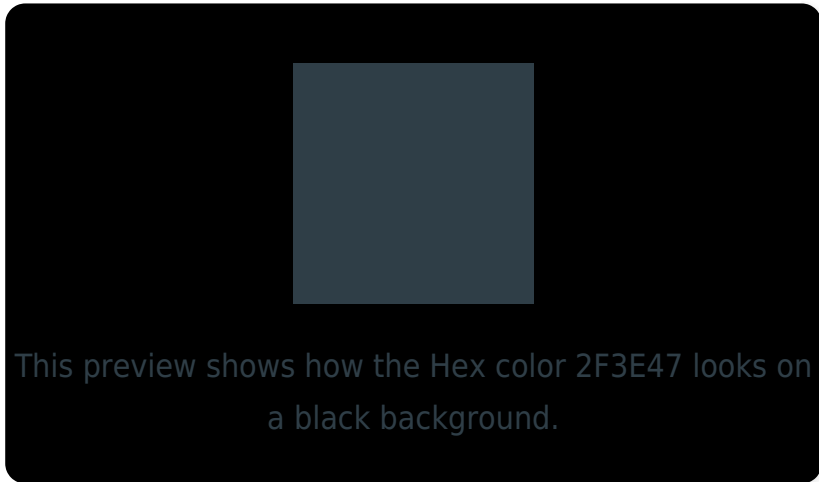 This preview shows how the Hex color 2F3E47 looks on
a black background.